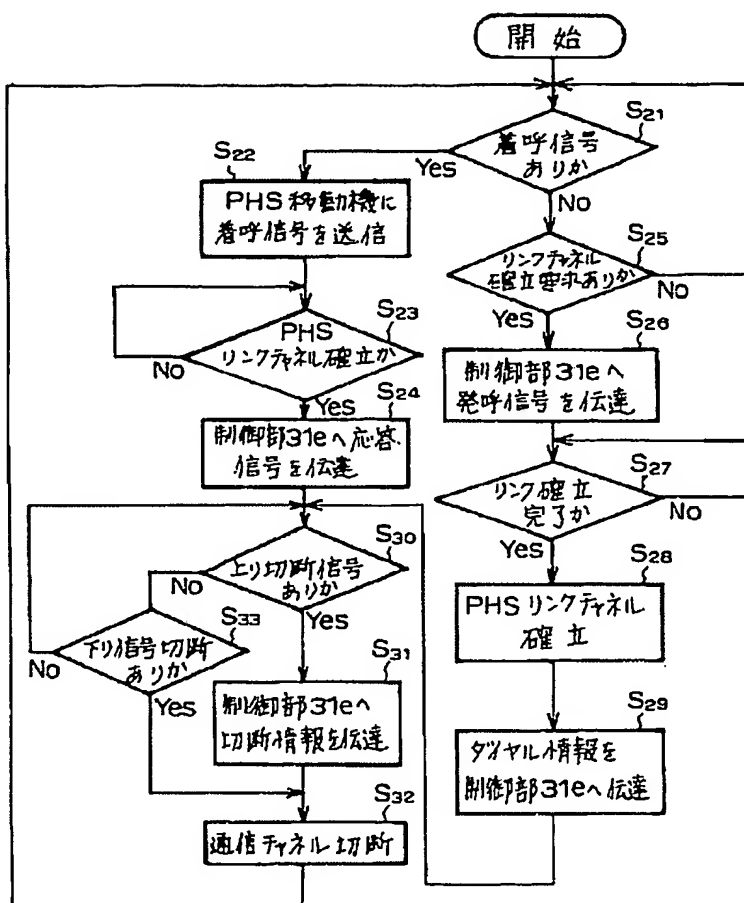 開始
S21
着呼信号
ありか
Yes
No
S22
PHS移動機に
着呼信号を送信
S25
リンクチャネル
確立要求ありか
No
Yes
S23
PHS
リンクチャネル確立か
No
Yes
S26
制御部31eへ
発呼信号を伝達
S24
制御部31eへ応答
信号を伝達
S27
リンク確立
完了か
No
Yes
S30
上り切断信号
ありか
No
Yes
S28
PHSリンクチャネル
確立
S33
下り信号切断
ありか
No
Yes
S31
制御部31eへ
切断情報を伝達
S29
ダイヤル情報を
制御部31eへ伝達
S32
通信チャネル切断